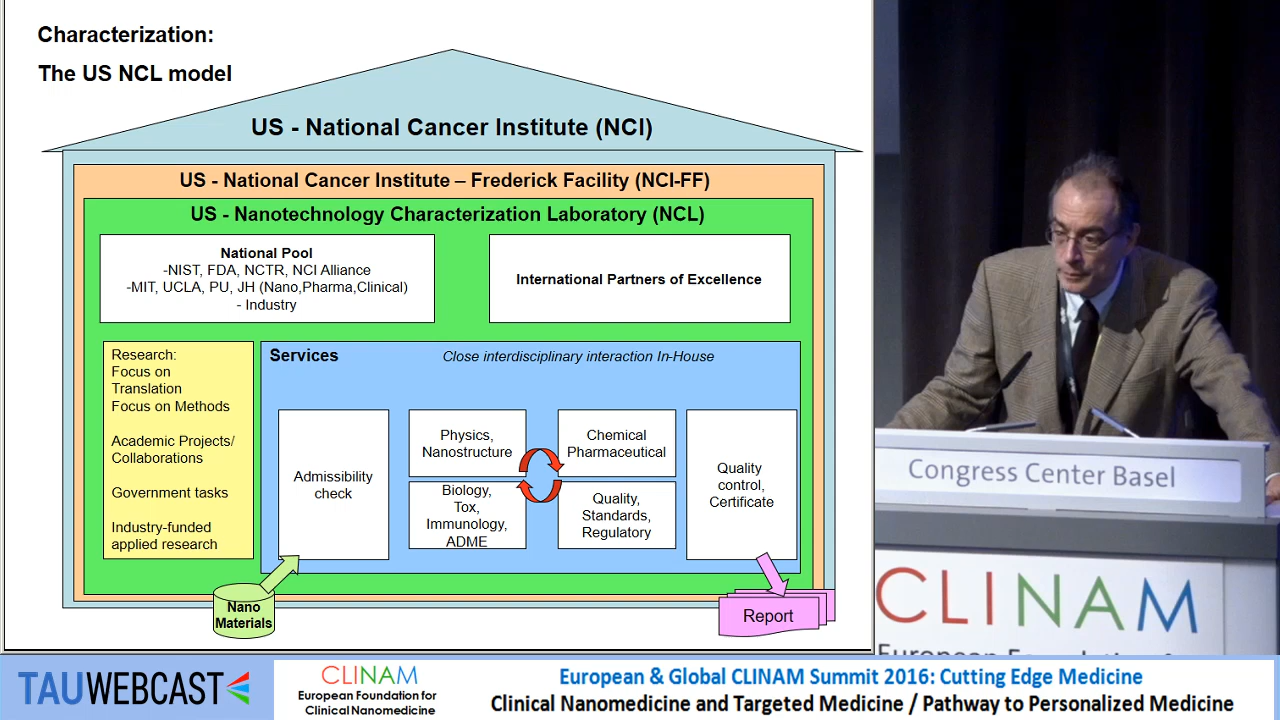 Characterization:
The US NCL model
US - National Cancer Institute (NCI)
US - National Cancer Institute – Frederick Facility (NCI-FF)
US - Nanotechnology Characterization Laboratory (NCL)
National Pool
-NIST, FDA, NCTR, NCI Alliance
-MIT, UCLA, PU, JH (Nano,Pharma,Clinical)
- Industry
International Partners of Excellence
Research:
Focus on
Translation
Focus on Methods
Academic Projects/
Collaborations
Government tasks
Industry-funded
applied research
Services
Close interdisciplinary interaction In-House
Admissibility
check
Physics,
Nanostructure
Chemical
Pharmaceutical
Biology,
Tox,
Immunology,
ADME
Quality,
Standards,
Regulatory
Quality
control,
Certificate
Nano
Materials
Report
Congress Center Basel
CLINAM
TAUWEBCAST
CLINAM
European Foundation for
Clinical Nanomedicine
European & Global CLINAM Summit 2016: Cutting Edge Medicine
Clinical Nanomedicine and Targeted Medicine / Pathway to Personalized Medicine